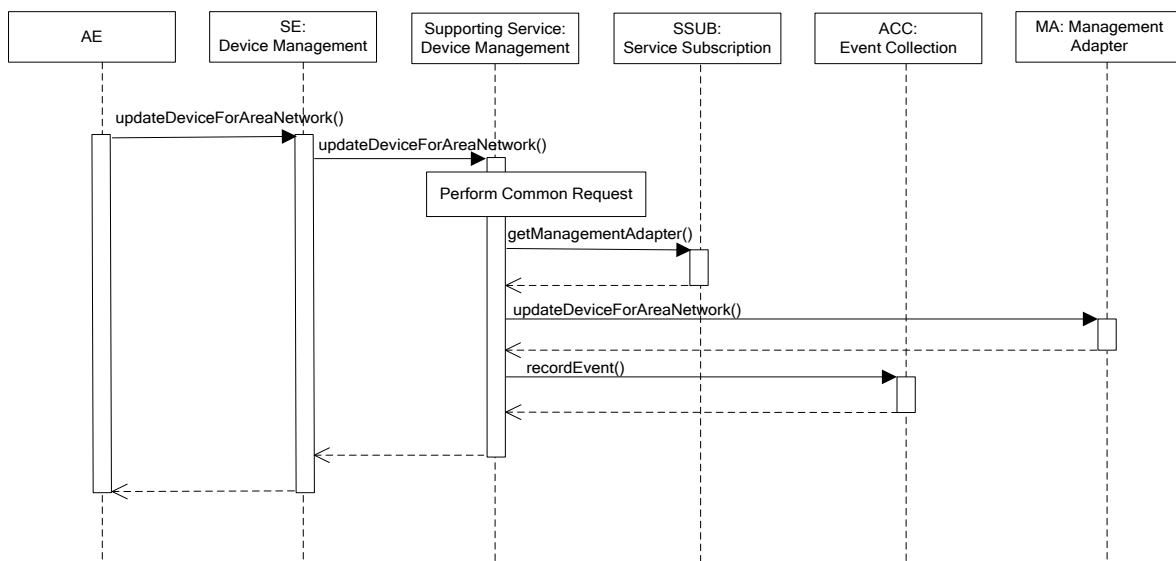 AE
SE:
Device Management
Supporting Service:
Device Management
SSUB:
Service Subscription
ACC:
Event Collection
MA: Management
Adapter
updateDeviceForAreaNetwork()
updateDeviceForAreaNetwork()
Perform Common Request
getManagementAdapter()
updateDeviceForAreaNetwork()
recordEvent()